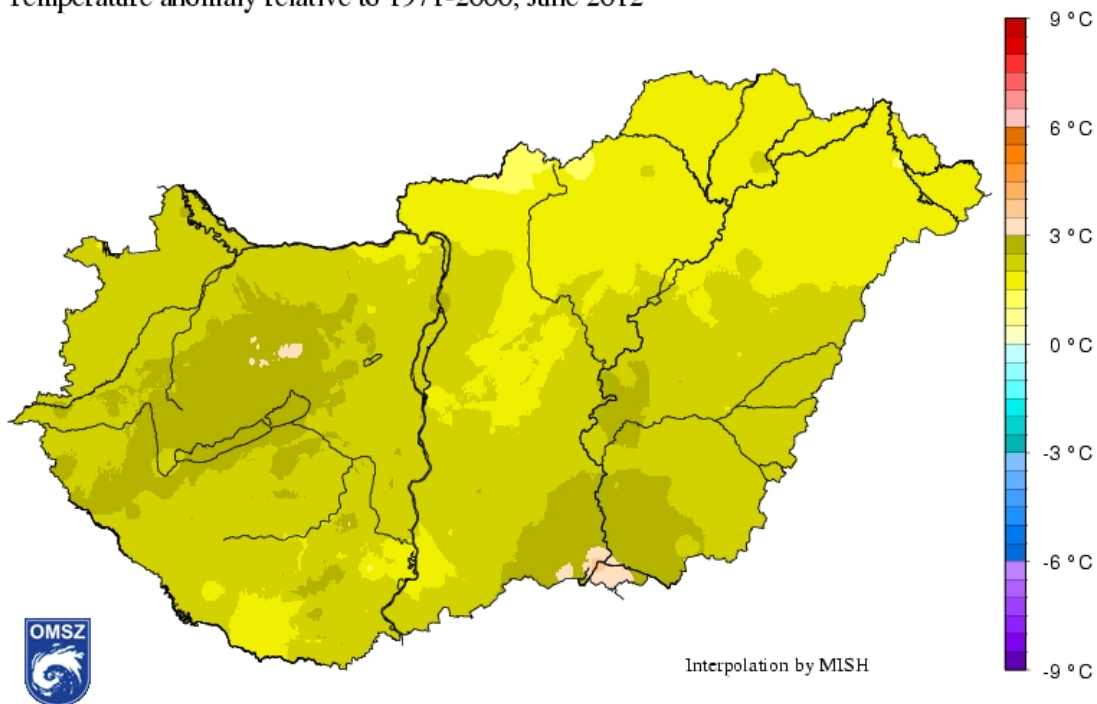 Temperature anomaly relative to 1971-2000, June 2012
9 °C
6 °C
3 °C
0 °C
-3 °C
-6 °C
-9 °C
OMSZ
Interpolation by MISH